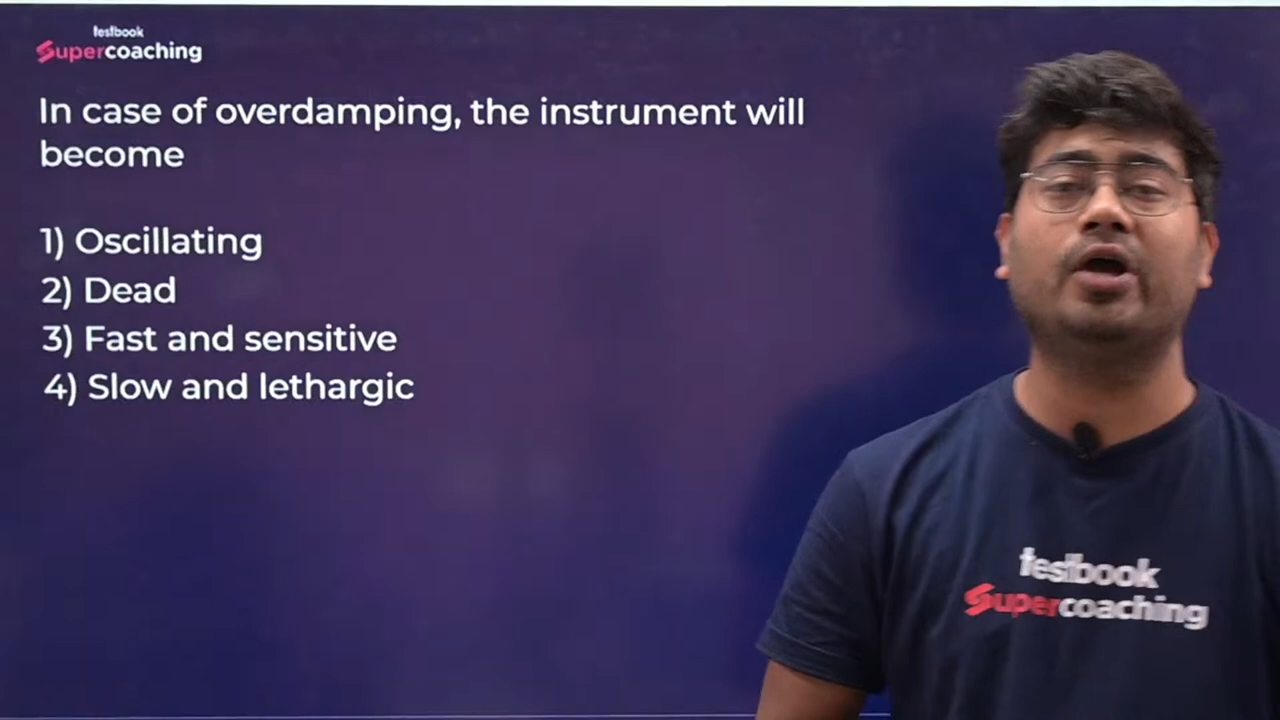 testbook
Supercoaching
In case of overdamping, the instrument will
become
1) Oscillating
2) Dead
3) Fast and sensitive
4) Slow and lethargic
testbook
Supercoaching